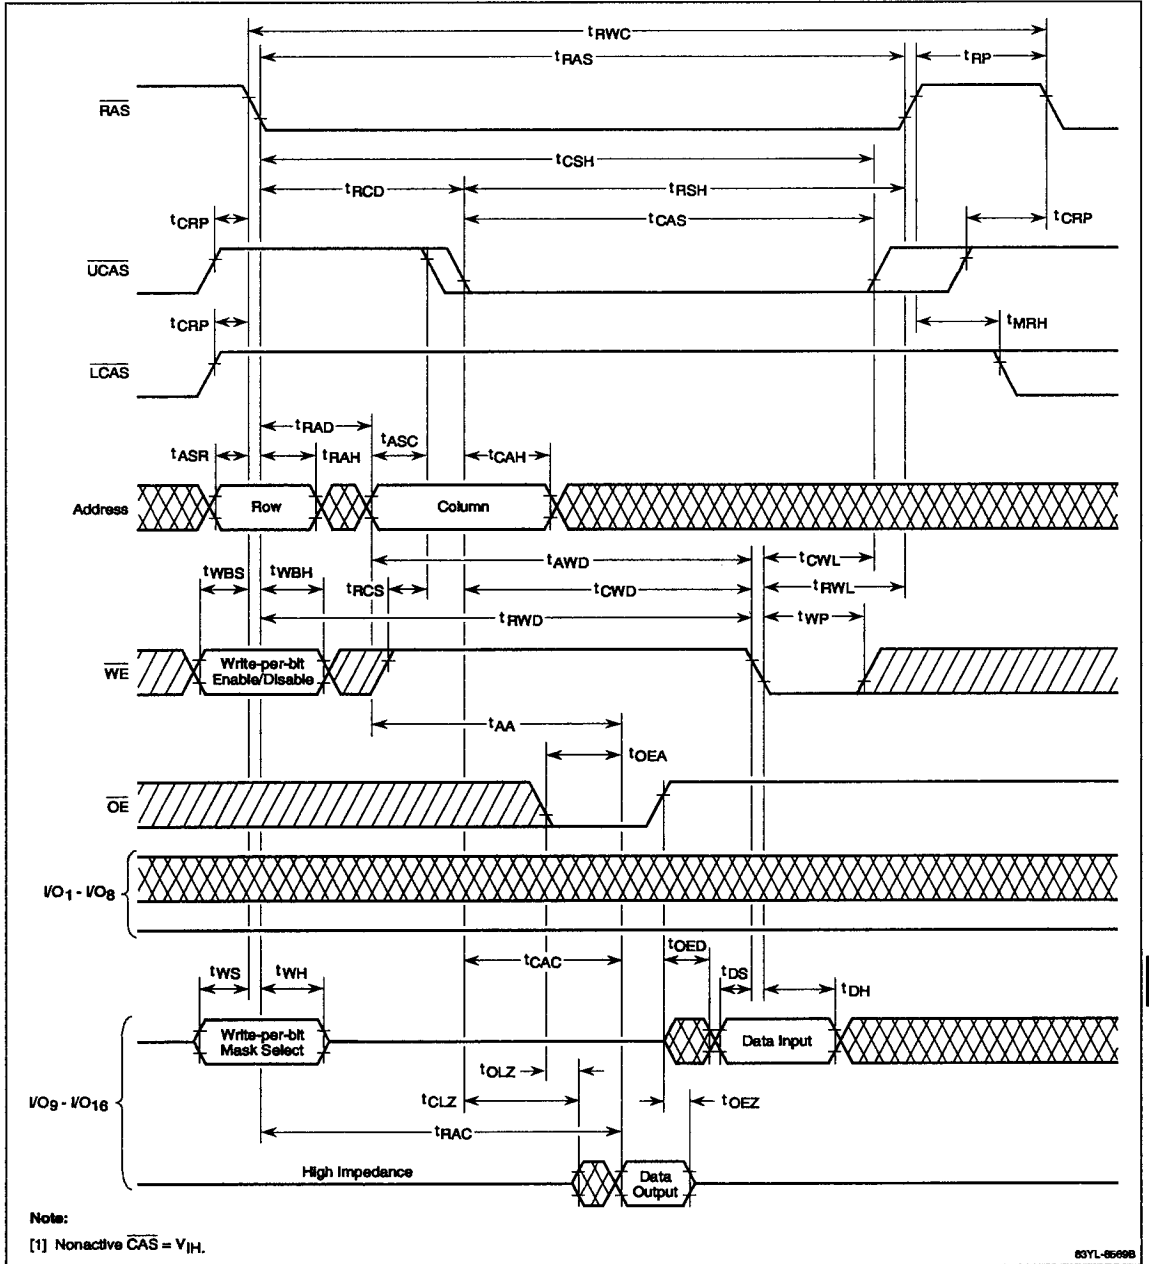 tRWC
tRAS
tRP
RAS
tCSH
tRCD
tRSH
tCRP
tCAS
tCRP
UCAS
tCRP
tMRH
LCAS
tRAD
tASC
tASR
tRAH
tCAH
Address
Row
Column
tAWD
tCWL
tWBS
tWBH
tRCS
tCWD
tRWL
tRWD
tWP
WE
Write-per-bit
Enable/Disable
tAA
tOEA
OE
I/O1 - I/O8
tOED
tCAC
tWS
tWH
tDS
tDH
Write-per-bit
Mask Select
Data Input
tOLZ
I/O9 - I/O16
tCLZ
tOEZ
tRAC
High Impedance
Data
Output
Note:
[1] Nonactive CAS = VIH.
83YL-8569B